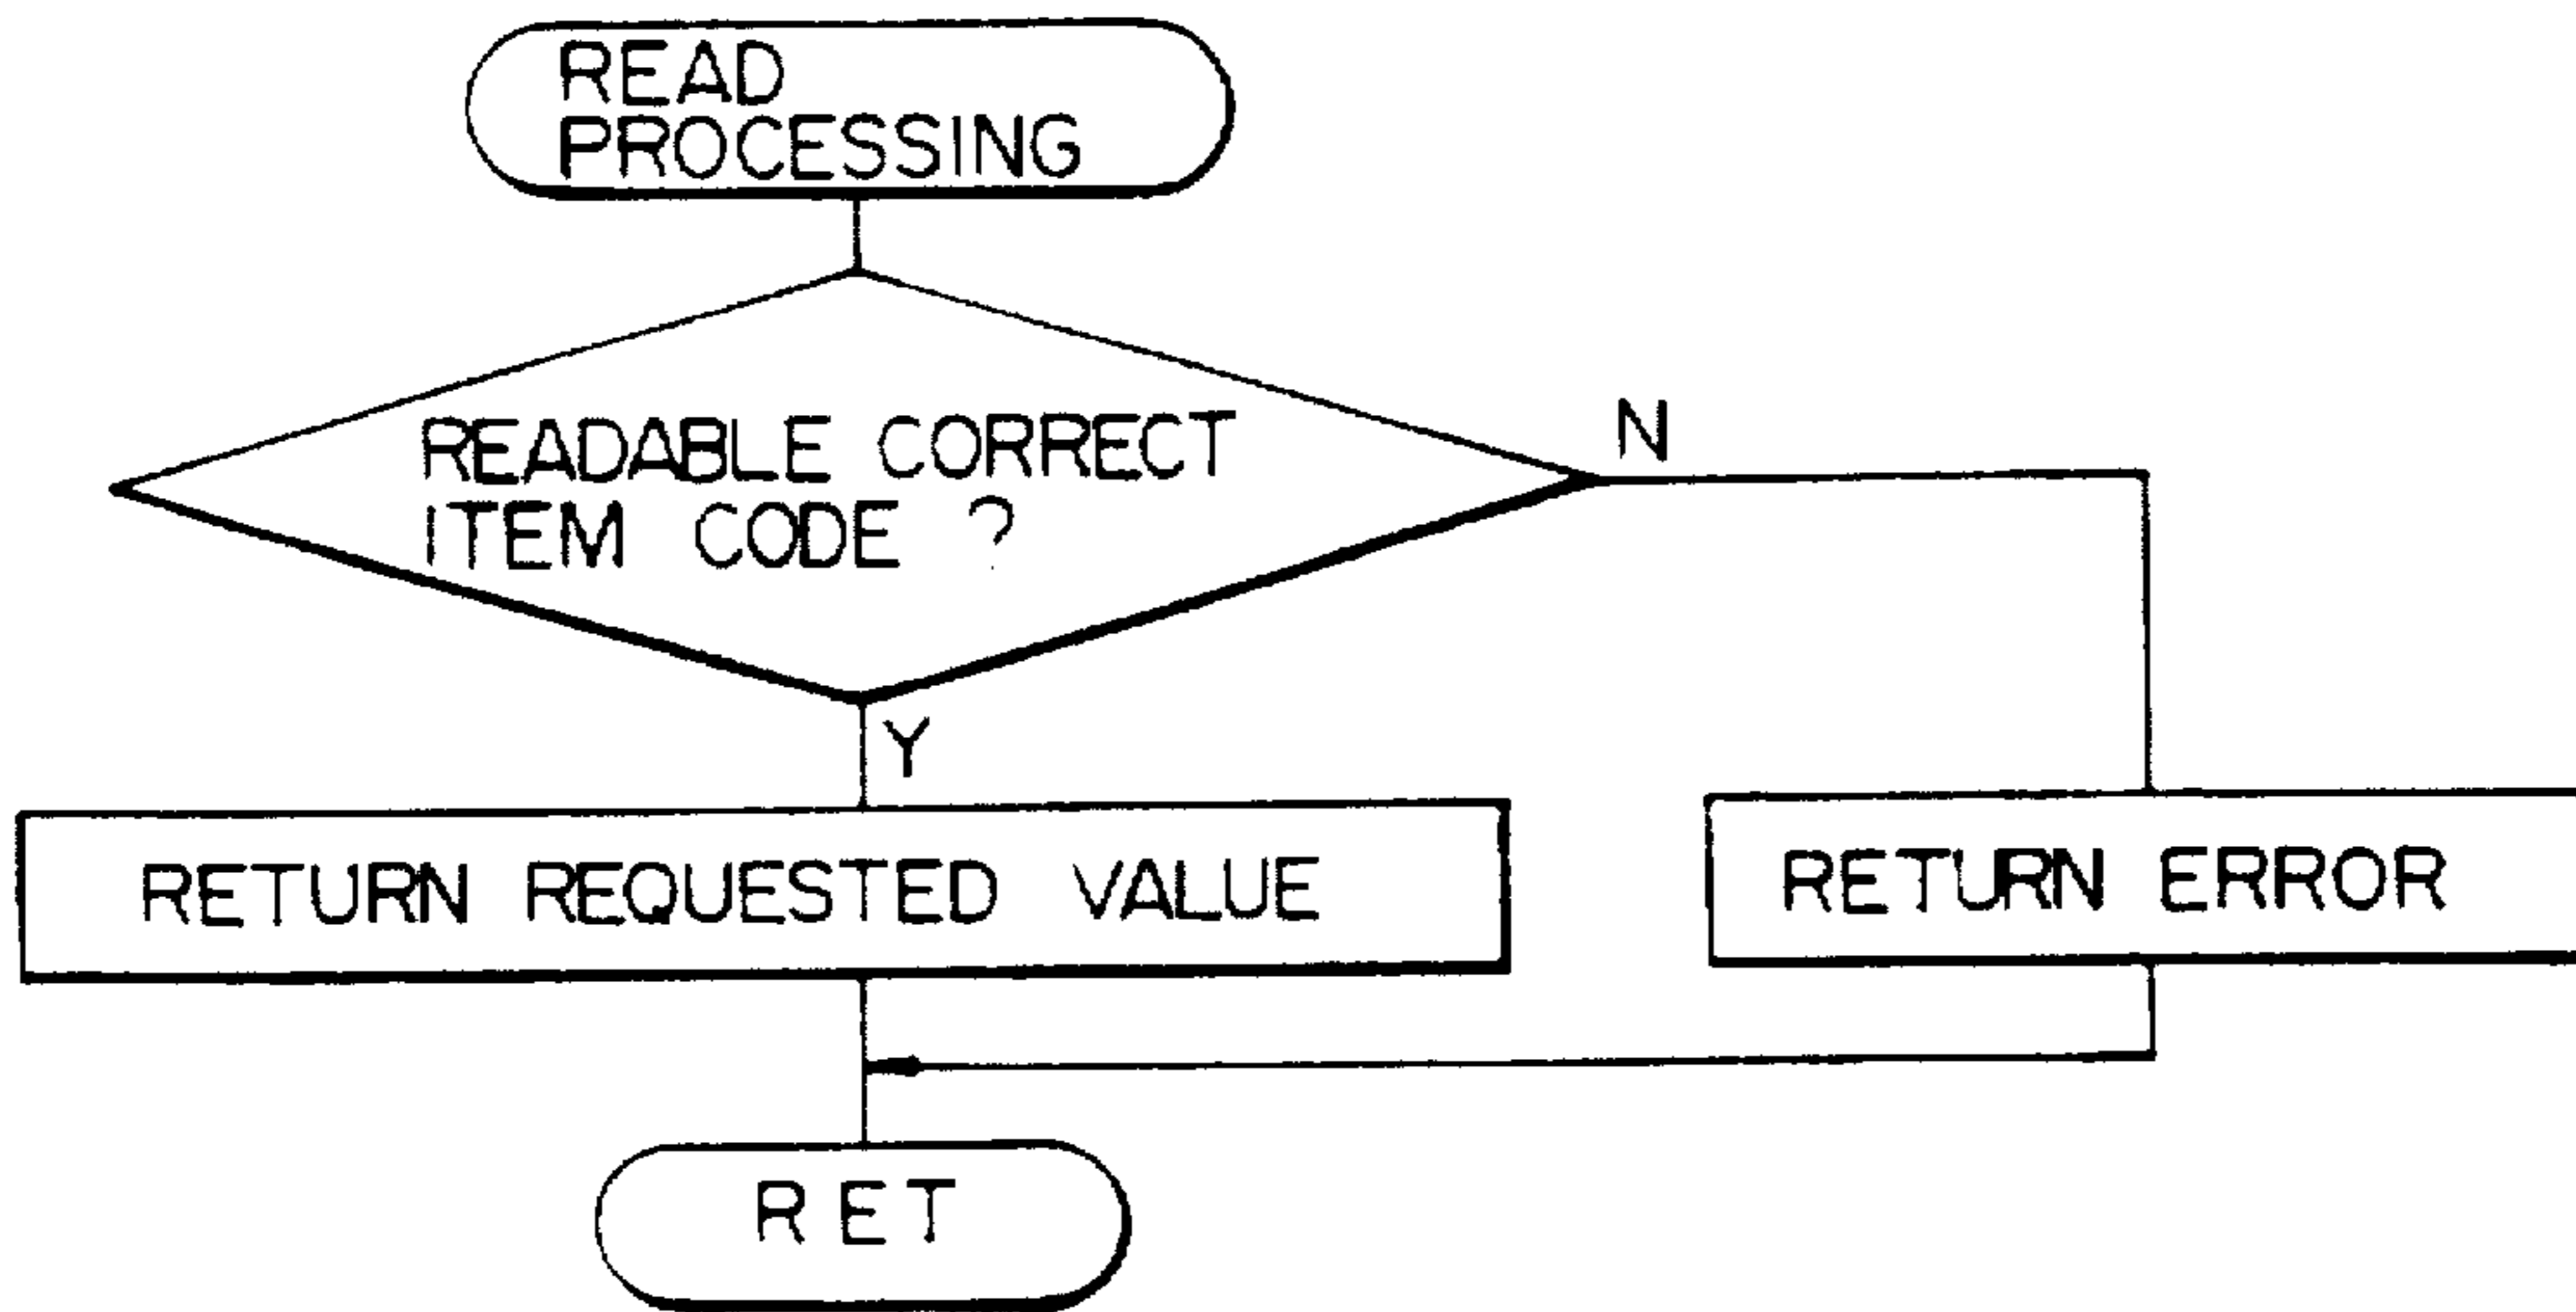 READ
PROCESSING
READABLE CORRECT
ITEM CODE ?
N
Y
RETURN REQUESTED VALUE
RETURN ERROR
RET